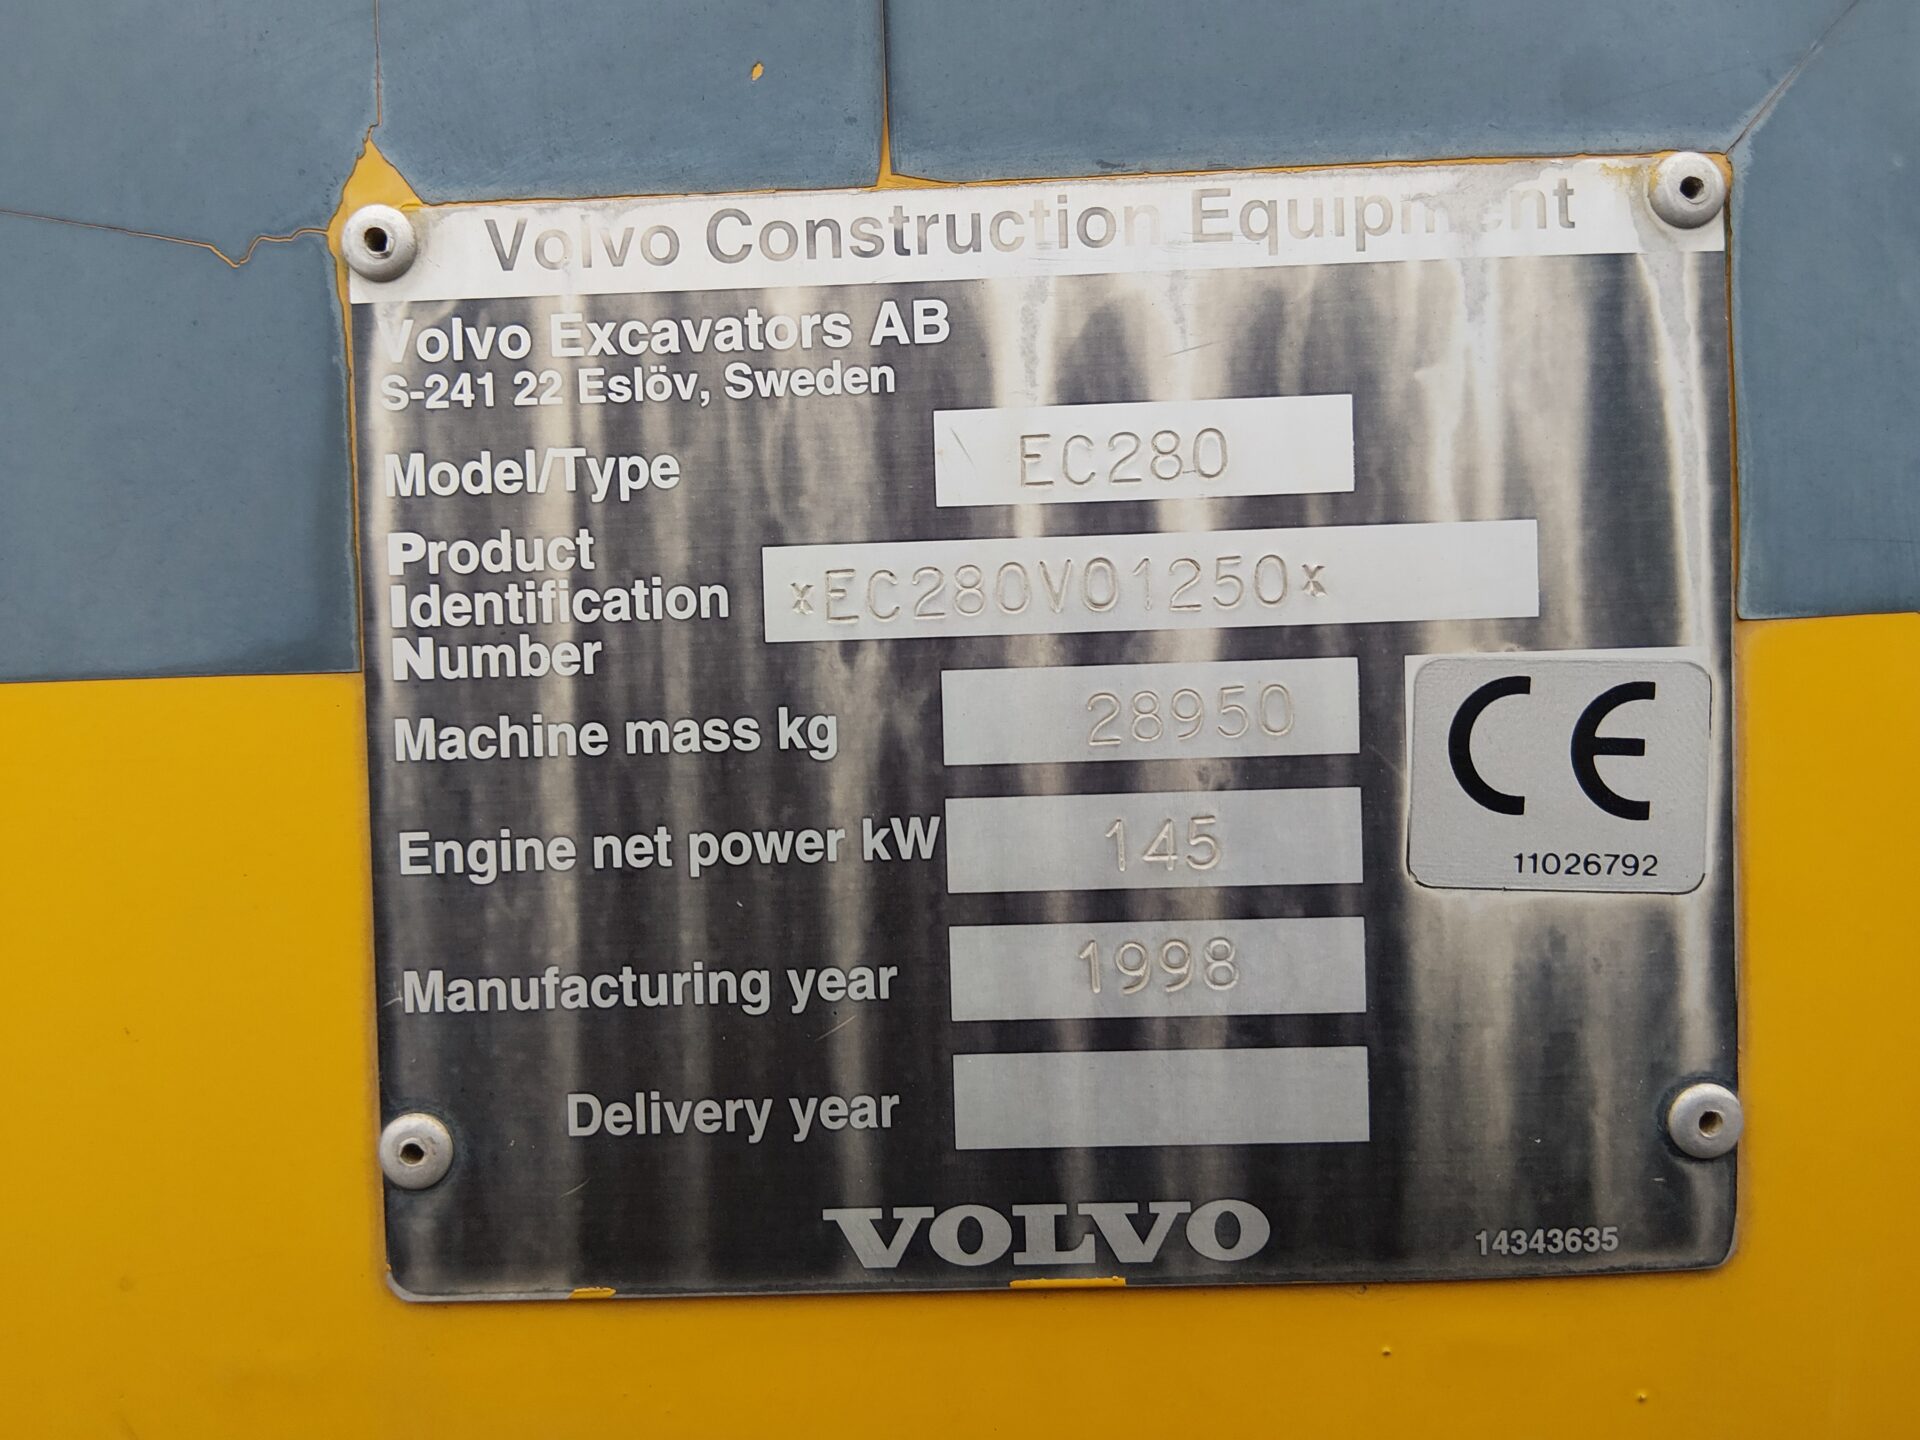 Volvo Construction Equipment
Volvo Excavators AB
S-241 22 Eslöv, Sweden
Model/Type EC280
Product
Identification *EC280V01250*
Number
Machine mass kg 28950
CE
Engine net power kW 145
11026792
Manufacturing year 1998
Delivery year
VOLVO
14343635